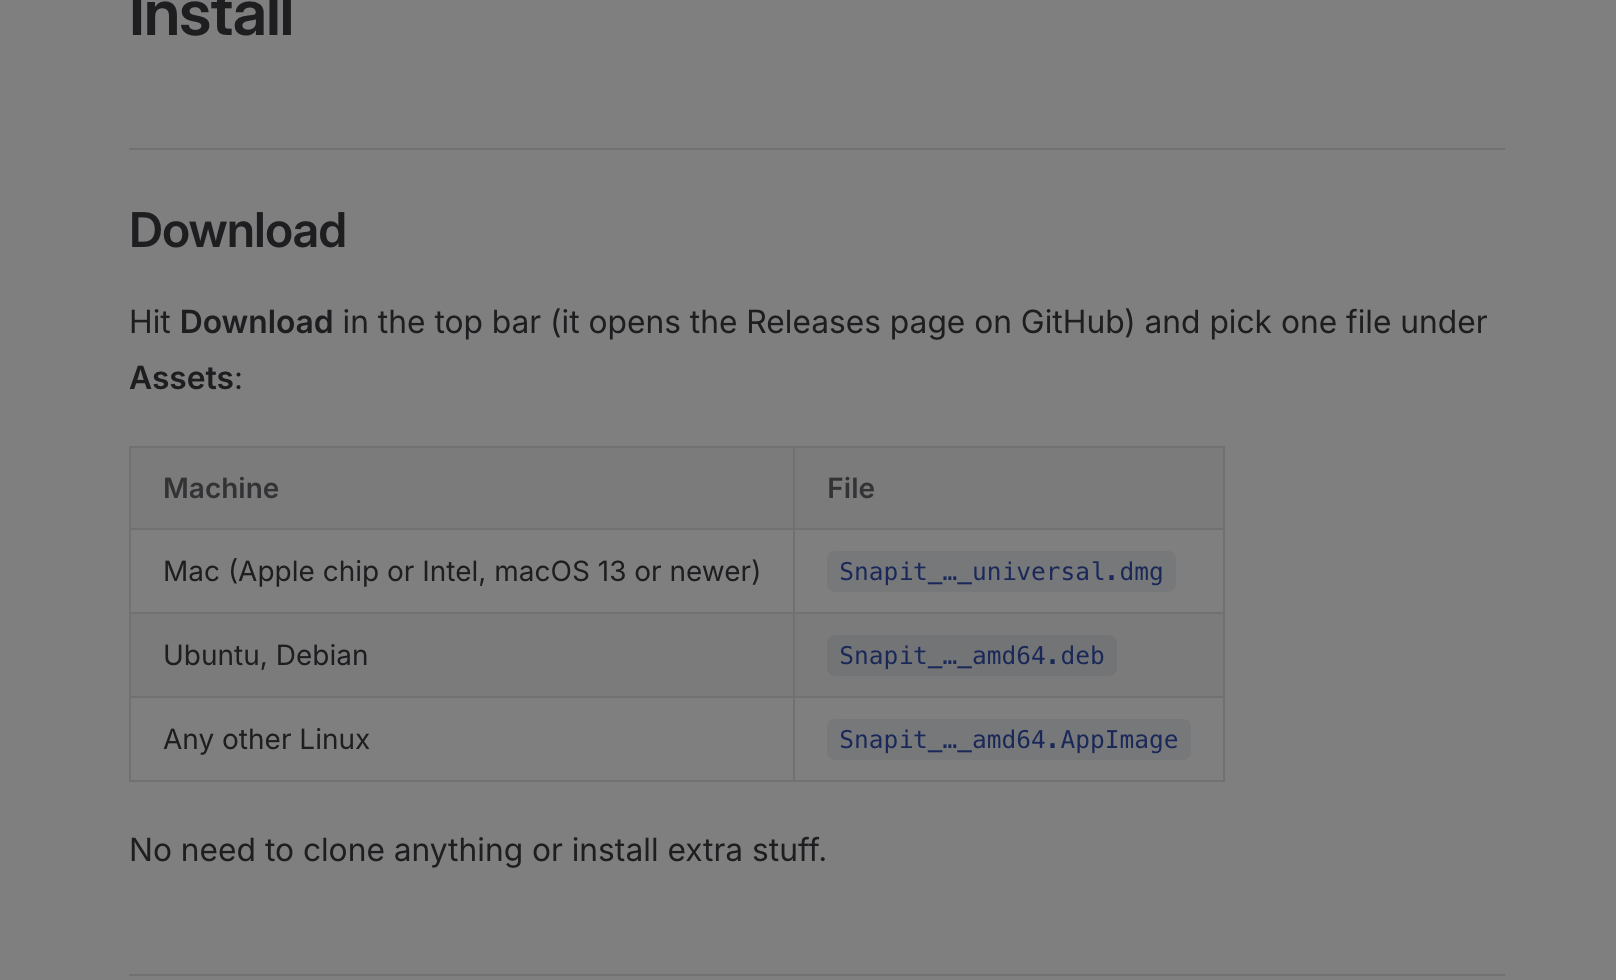 Install
Download
Hit Download in the top bar (it opens the Releases page on GitHub) and pick one file under
Assets:
Machine File
Mac (Apple chip or Intel, macOS 13 or newer) Snapit_…_universal.dmg
Ubuntu, Debian Snapit_…_amd64.deb
Any other Linux Snapit_…_amd64.AppImage
No need to clone anything or install extra stuff.